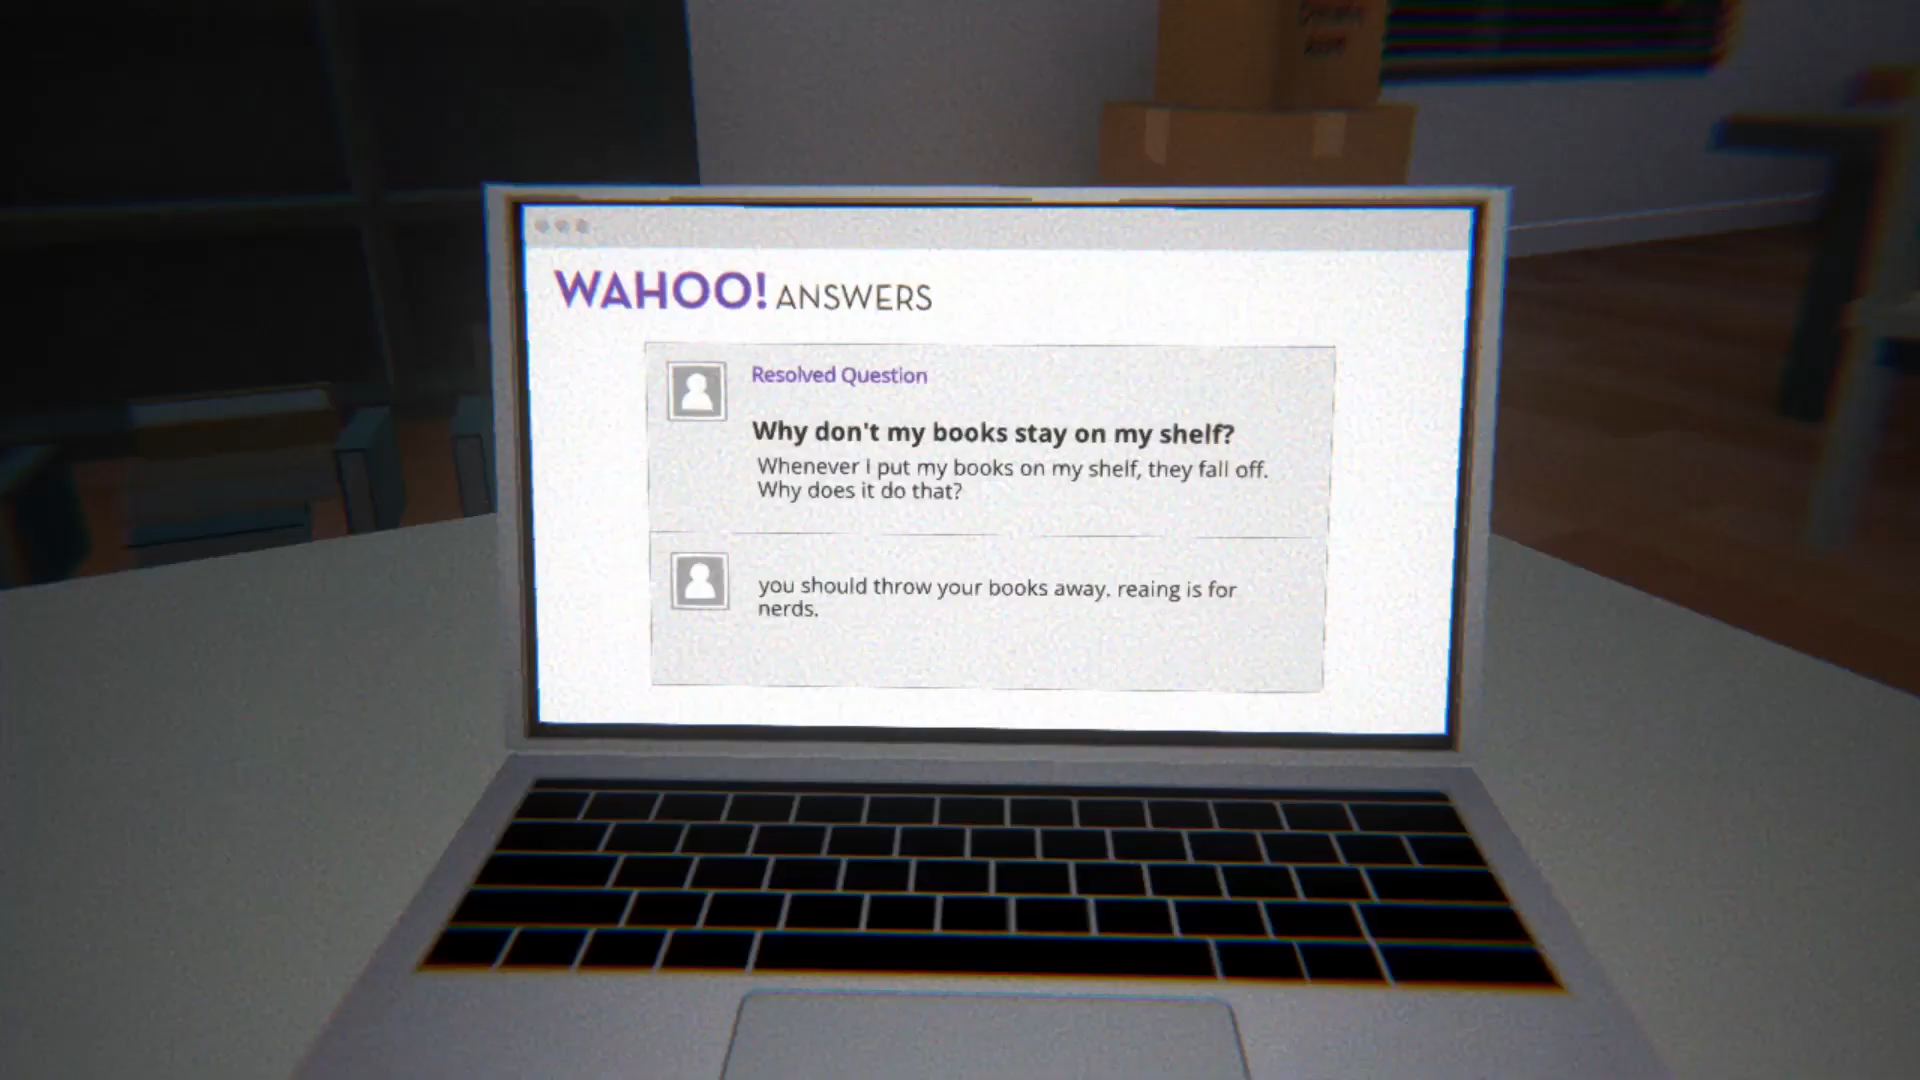 WAHOO! ANSWERS
Resolved Question
Why don't my books stay on my shelf?
Whenever I put my books on my shelf, they fall off.
Why does it do that?
you should throw your books away. reaing is for
nerds.